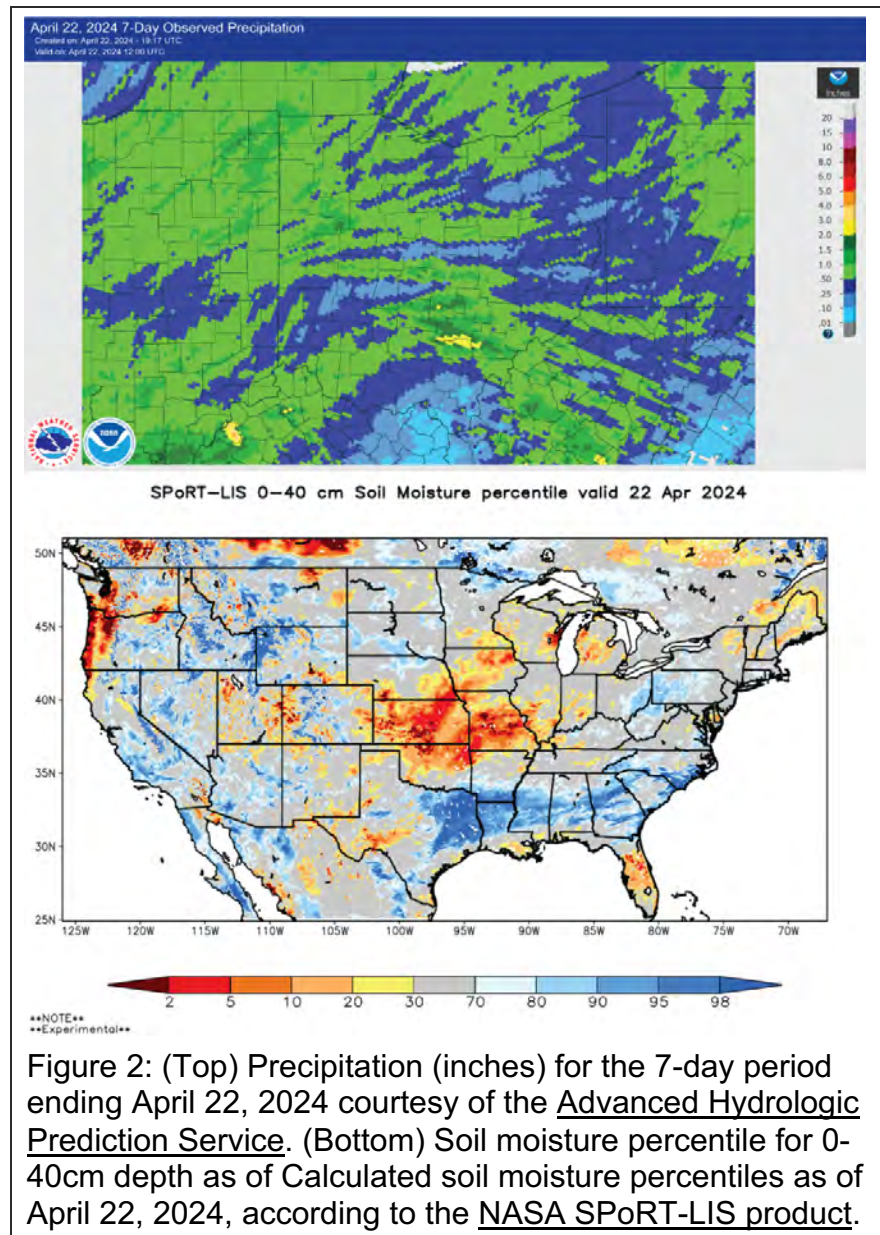 April 22, 2024 7-Day Observed Precipitation
Created on: April 22, 2024 - 19:17 UTC
Valid on: April 22, 2024 12:00 UTC
Inches
20
15
10
8.0
6.0
5.0
4.0
3.0
2.0
1.5
1.0
.50
.25
.10
.01
?
NATIONAL WEATHER SERVICE
NOAA
SPoRT-LIS 0-40 cm Soil Moisture percentile valid 22 Apr 2024
50N
45N
40N
35N
30N
25N
125W 120W 115W 110W 105W 100W 95W 90W 85W 80W 75W 70W
2 5 10 20 30 70 80 90 95 98
**NOTE**
**Experimental**
Figure 2: (Top) Precipitation (inches) for the 7-day period
ending April 22, 2024 courtesy of the Advanced Hydrologic
Prediction Service. (Bottom) Soil moisture percentile for 0-
40cm depth as of Calculated soil moisture percentiles as of
April 22, 2024, according to the NASA SPoRT-LIS product.